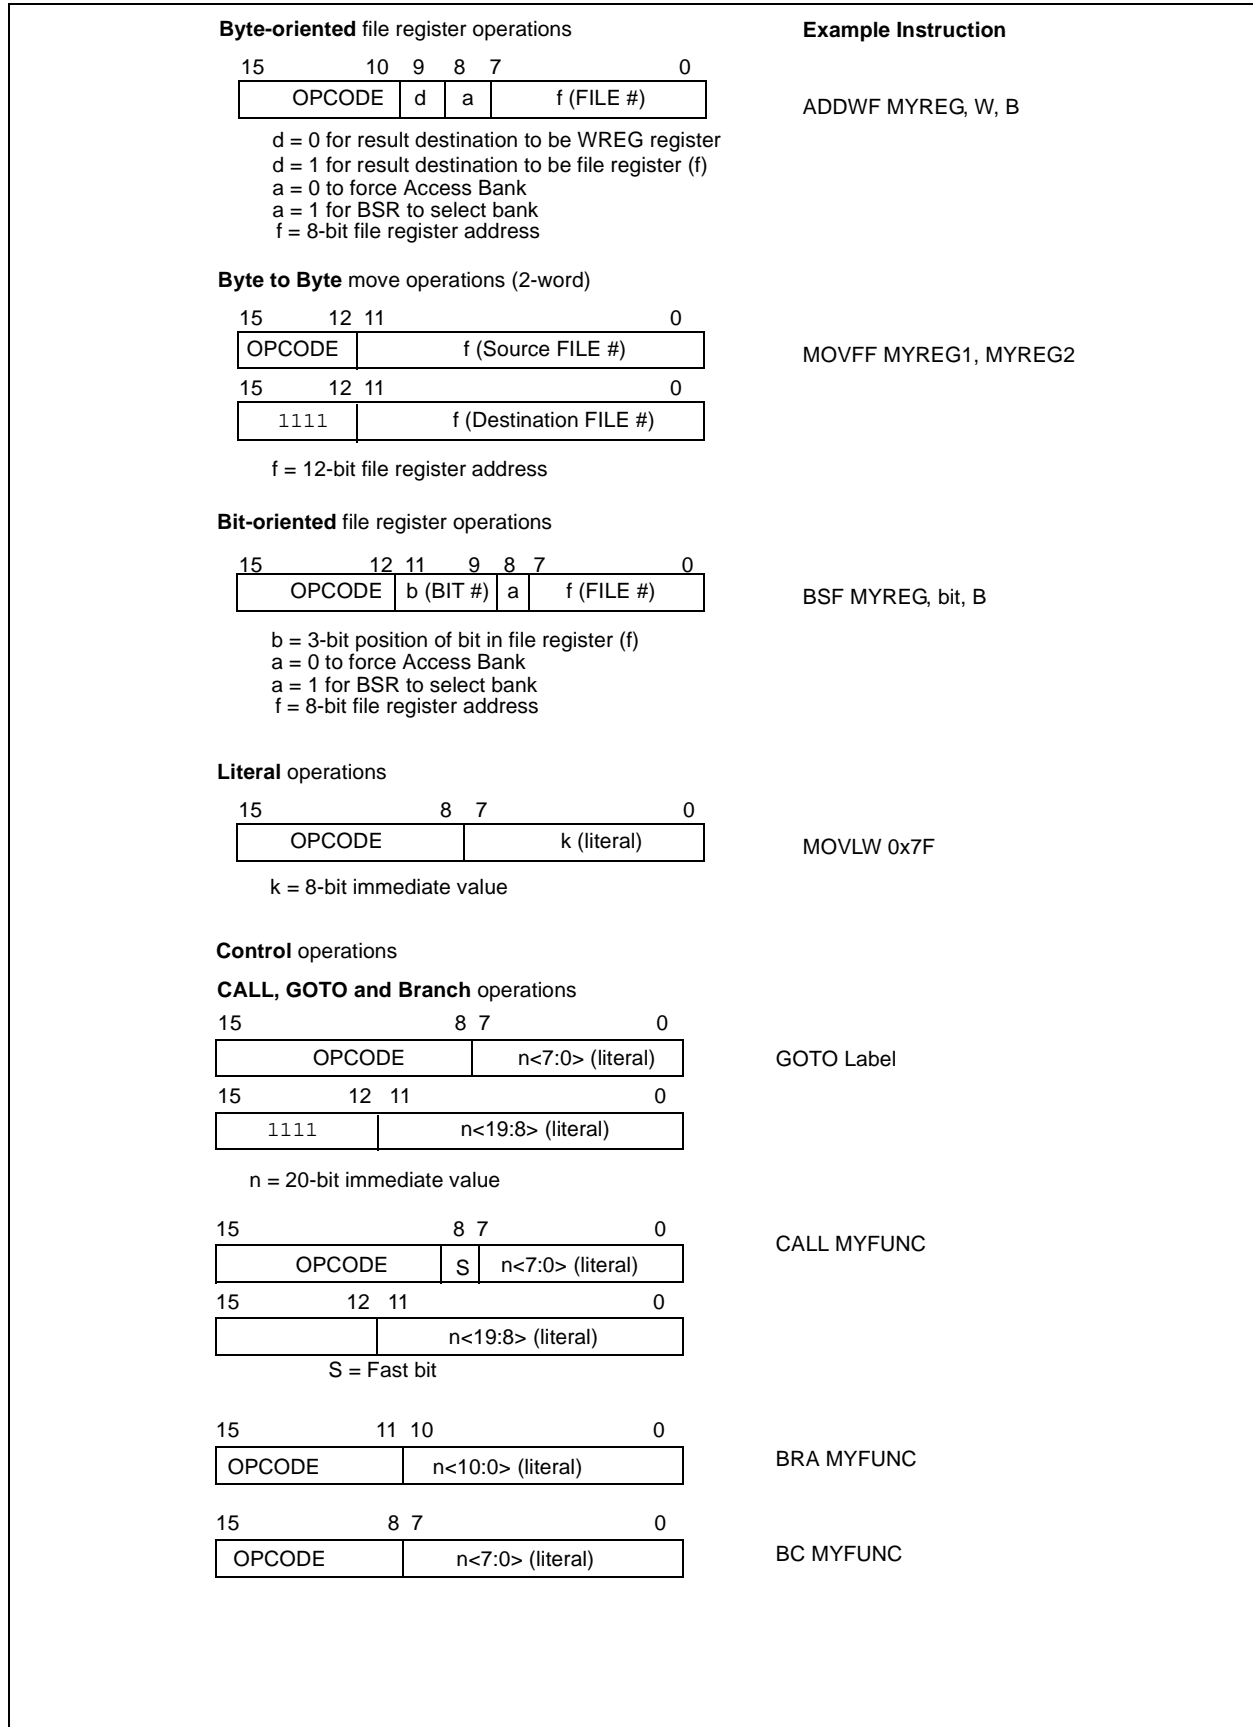 Byte-oriented file register operations Example Instruction
15 10 9 8 7 0
OPCODE d a f (FILE #) ADDWF MYREG, W, B
d = 0 for result destination to be WREG register
d = 1 for result destination to be file register (f)
a = 0 to force Access Bank
a = 1 for BSR to select bank
f = 8-bit file register address
Byte to Byte move operations (2-word)
15 12 11 0
OPCODE f (Source FILE #) MOVFF MYREG1, MYREG2
15 12 11 0
1111 f (Destination FILE #)
f = 12-bit file register address
Bit-oriented file register operations
15 12 11 9 8 7 0
OPCODE b (BIT #) a f (FILE #) BSF MYREG, bit, B
b = 3-bit position of bit in file register (f)
a = 0 to force Access Bank
a = 1 for BSR to select bank
f = 8-bit file register address
Literal operations
15 8 7 0
OPCODE k (literal) MOVLW 0x7F
k = 8-bit immediate value
Control operations
CALL, GOTO and Branch operations
15 8 7 0
OPCODE n<7:0> (literal) GOTO Label
15 12 11 0
1111 n<19:8> (literal)
n = 20-bit immediate value
15 8 7 0
OPCODE S n<7:0> (literal) CALL MYFUNC
15 12 11 0
n<19:8> (literal)
S = Fast bit
15 11 10 0
OPCODE n<10:0> (literal) BRA MYFUNC
15 8 7 0
OPCODE n<7:0> (literal) BC MYFUNC